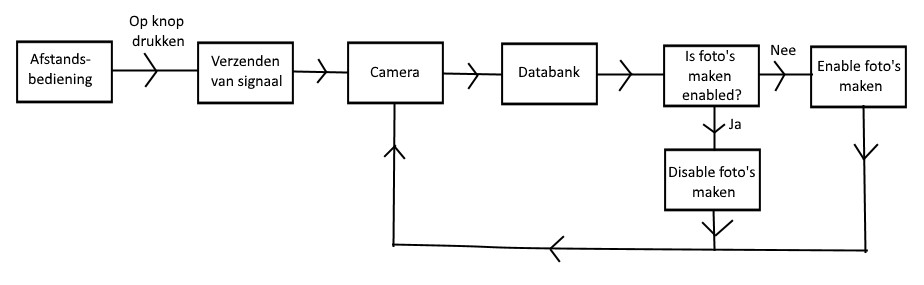 Op knop
drukken
Afstands-
bediening
Verzenden
van signaal
Camera
Databank
Is foto's
maken
enabled?
Nee
Enable foto's
maken
Ja
Disable foto's
maken